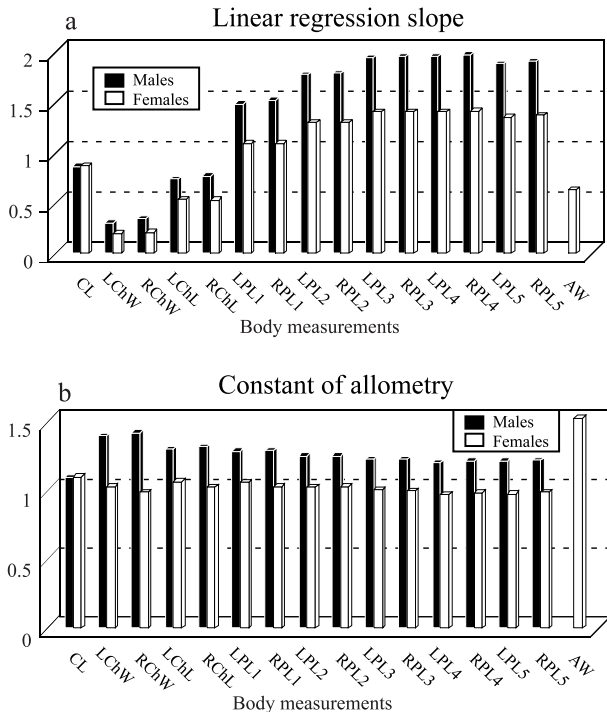 a
Linear regression slope
2
1.5
1
0.5
0
Males
Females
CL
LChW
RChW
LChL
RChL
LPL1
RPL1
LPL2
RPL2
LPL3
RPL3
LPL4
RPL4
LPL5
RPL5
AW
Body measurements
b
Constant of allometry
1.5
1
0.5
0
Males
Females
CL
LChW
RChW
LChL
RChL
LPL1
RPL1
LPL2
RPL2
LPL3
RPL3
LPL4
RPL4
LPL5
RPL5
AW
Body measurements